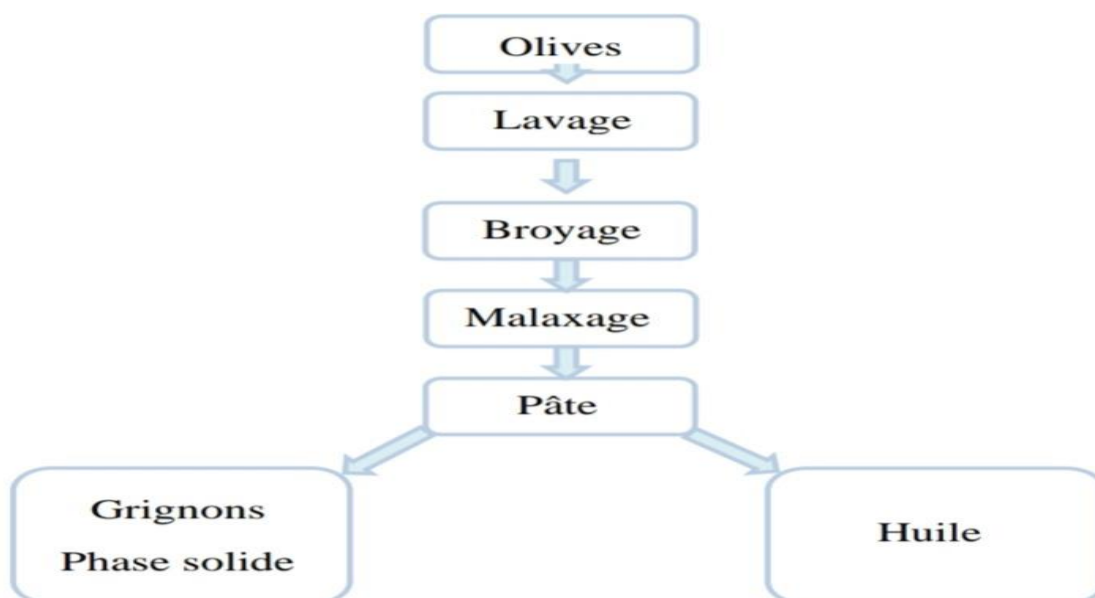 Olives
Lavage
Broyage
Malaxage
Pâte
Grignons
Phase solide
Huile